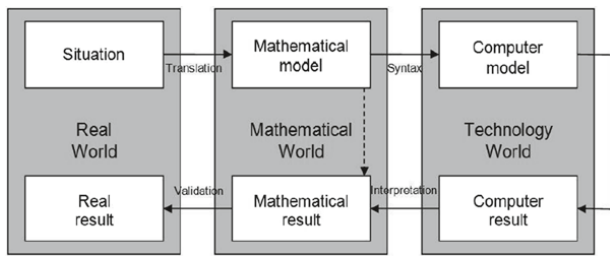 Situation
Translation
Mathematical
model
Syntax
Computer
model
Real
World
Mathematical
World
Technology
World
Real
result
Validation
Mathematical
result
Interpretation
Computer
result